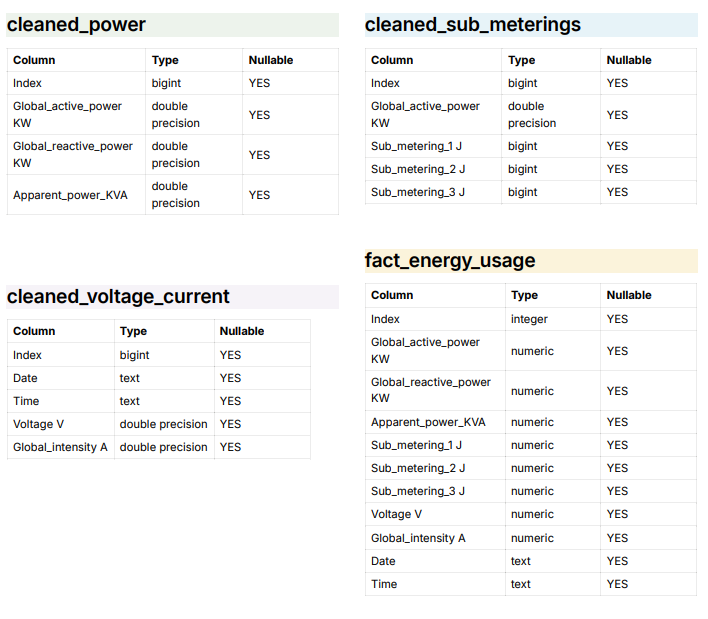 cleaned_power
Column Type Nullable
Index bigint YES
Global_active_power
KW
double
precision
YES
Global_reactive_power
KW
double
precision
YES
Apparent_power_KVA
double
precision
YES
cleaned_sub_meterings
Column Type Nullable
Index bigint YES
Global_active_power
KW
double
precision
YES
Sub_metering_1 J bigint YES
Sub_metering_2 J bigint YES
Sub_metering_3 J bigint YES
cleaned_voltage_current
Column Type Nullable
Index bigint YES
Date text YES
Time text YES
Voltage V double precision YES
Global_intensity A double precision YES
fact_energy_usage
Column Type Nullable
Index integer YES
Global_active_power
KW
numeric YES
Global_reactive_power
KW
numeric YES
Apparent_power_KVA numeric YES
Sub_metering_1 J numeric YES
Sub_metering_2 J numeric YES
Sub_metering_3 J numeric YES
Voltage V numeric YES
Global_intensity A numeric YES
Date text YES
Time text YES